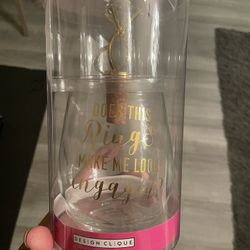 DOES THIS
Ring
MAKE ME LOOK
engaged?
DESIGN CLIQUE